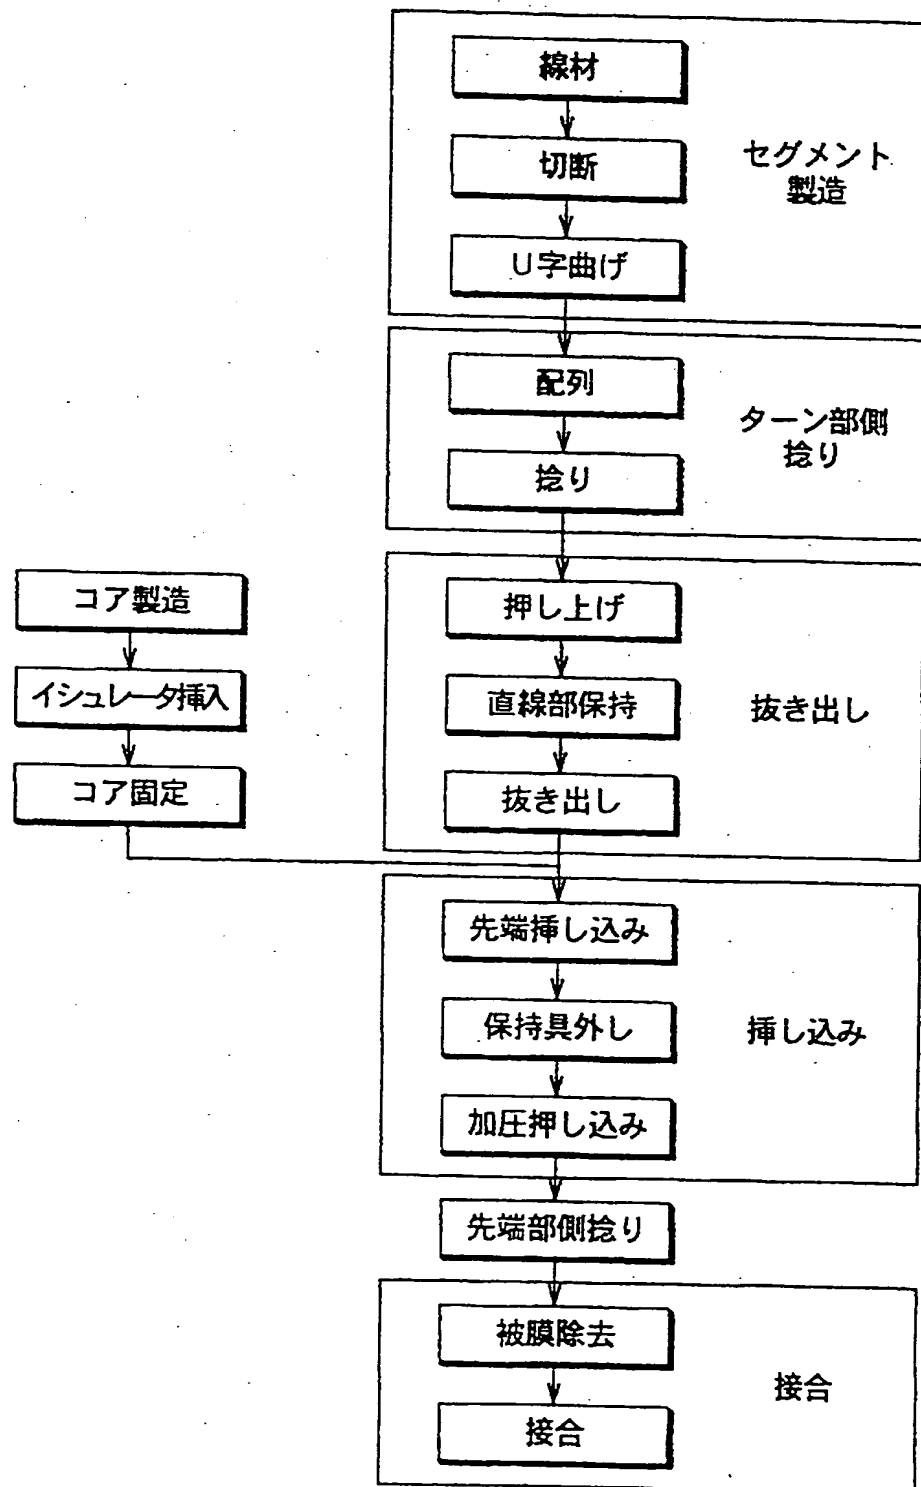 線材
切断
U字曲げ
セグメント
製造
配列
捻り
ターン部側
捻り
コア製造
イシュレータ挿入
コア固定
押し上げ
直線部保持
抜き出し
抜き出し
先端挿し込み
保持具外し
加圧押し込み
挿し込み
先端部側捻り
被膜除去
接合
接合